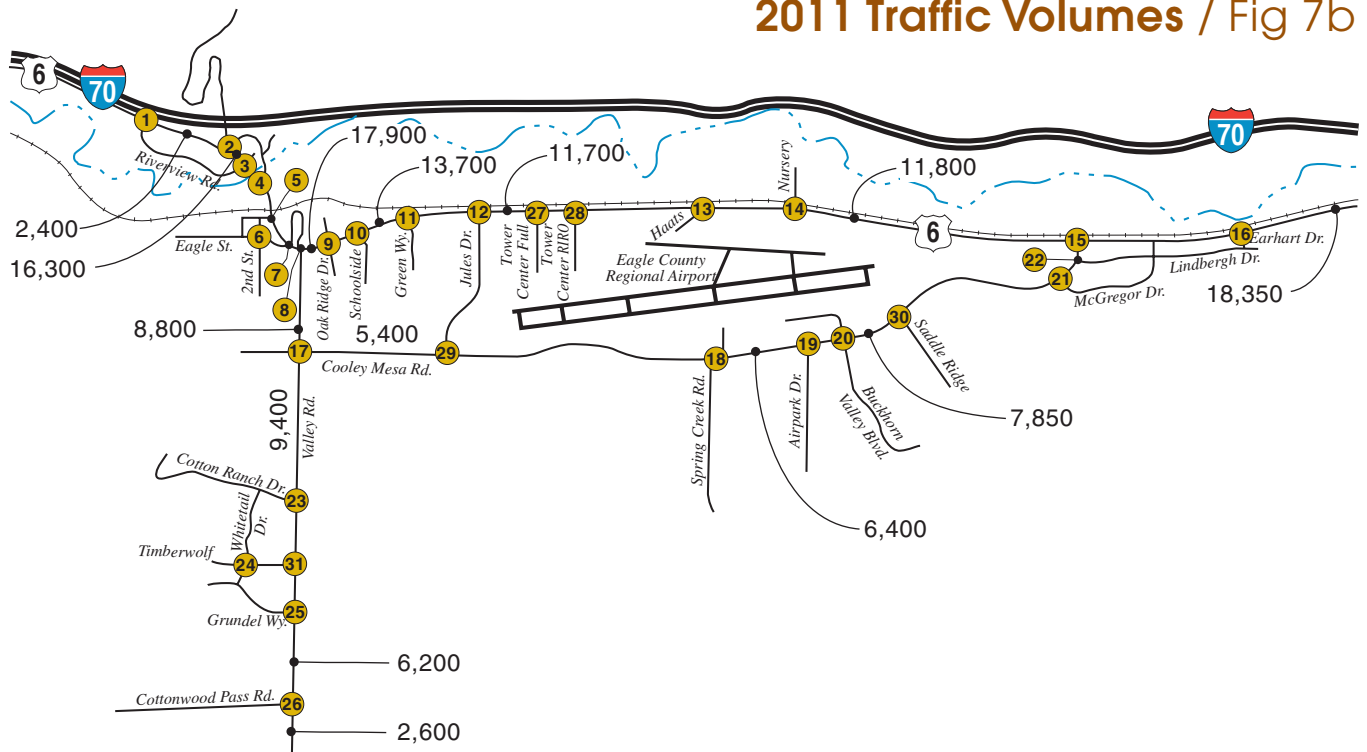 2011 Traffic Volumes / Fig 7b
6
70
1
2
3
4
5
Riverview Rd.
17,900
13,700
11,700
Nursery
11,800
70
2,400
16,300
Eagle St.
6
2nd St.
7
8
9
Oak Ridge Dr.
10
Schoolside
11
Green Wy.
12
Jules Dr.
27
Tower
Center Full
28
Tower
Center RIRO
13
Haats
14
6
15
16
Earhart Dr.
Lindbergh Dr.
22
21
McGregor Dr.
18,350
Eagle County
Regional Airport
8,800
5,400
17
Cooley Mesa Rd.
29
18
19
20
30
Saddle Ridge
Spring Creek Rd.
Airpark Dr.
Buckhorn
Valley Blvd.
7,850
6,400
9,400
Valley Rd.
Cotton Ranch Dr.
23
Whitetail
Dr.
Timberwolf
24
31
Grundel Wy.
25
6,200
Cottonwood Pass Rd.
26
2,600